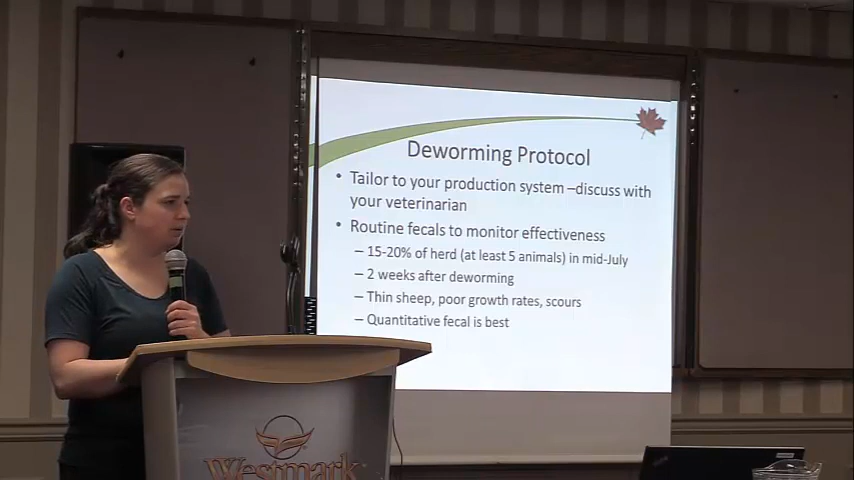 Deworming Protocol
• Tailor to your production system –discuss with
your veterinarian
• Routine fecals to monitor effectiveness
– 15-20% of herd (at least 5 animals) in mid-July
– 2 weeks after deworming
– Thin sheep, poor growth rates, scours
– Quantitative fecal is best
Westmark